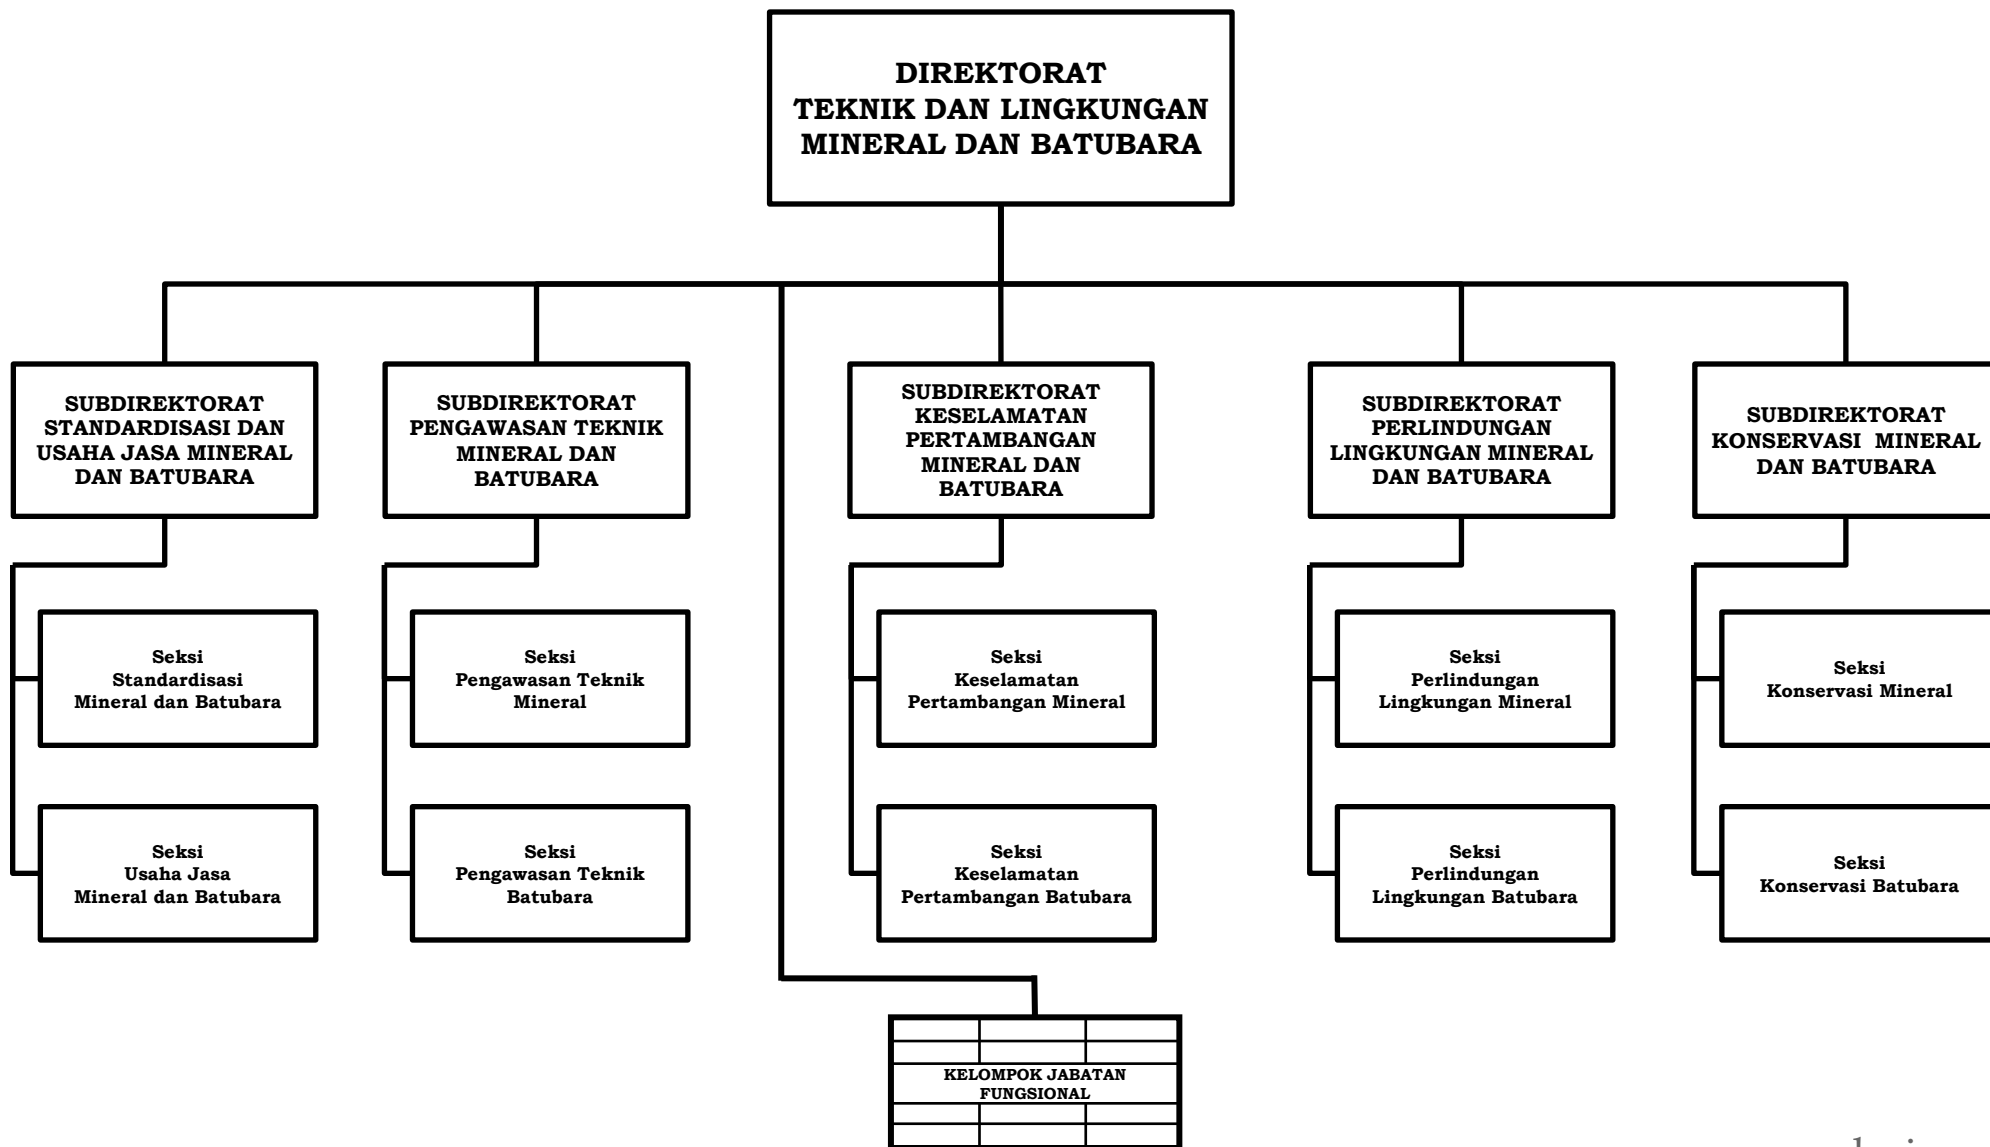 DIREKTORAT
TEKNIK DAN LINGKUNGAN
MINERAL DAN BATUBARA
SUBDIREKTORAT
STANDARDISASI DAN
USAHA JASA MINERAL
DAN BATUBARA
SUBDIREKTORAT
PENGAWASAN TEKNIK
MINERAL DAN
BATUBARA
SUBDIREKTORAT
KESELAMATAN
PERTAMBANGAN
MINERAL DAN
BATUBARA
SUBDIREKTORAT
PERLINDUNGAN
LINGKUNGAN MINERAL
DAN BATUBARA
SUBDIREKTORAT
KONSERVASI MINERAL
DAN BATUBARA
Seksi
Standardisasi
Mineral dan Batubara
Seksi
Pengawasan Teknik
Mineral
Seksi
Keselamatan
Pertambangan Mineral
Seksi
Perlindungan
Lingkungan Mineral
Seksi
Konservasi Mineral
Seksi
Usaha Jasa
Mineral dan Batubara
Seksi
Pengawasan Teknik
Batubara
Seksi
Keselamatan
Pertambangan Batubara
Seksi
Perlindungan
Lingkungan Batubara
Seksi
Konservasi Batubara
KELOMPOK JABATAN
FUNGSIONAL